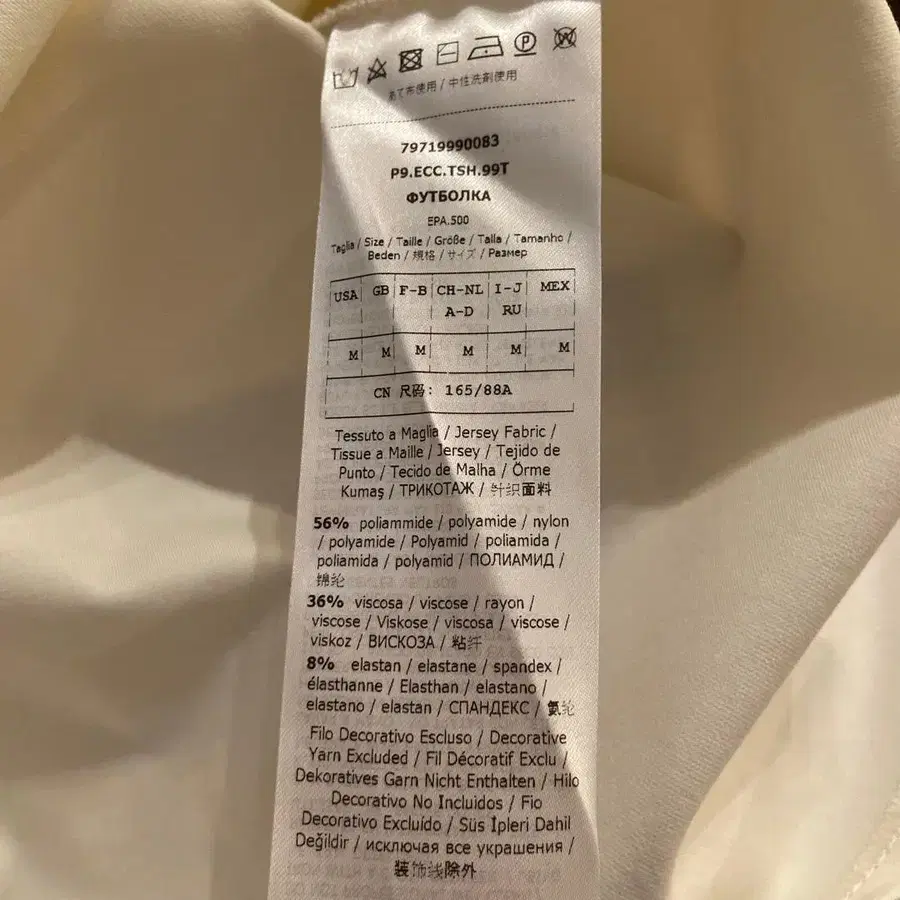 あて布使用 / 中性洗剤使用
79719990083
P9.ECC.TSH.99T
ФУТБОЛКА
EPA.500
Taglia / Size / Taille / Größe / Talla / Tamanho /
Beden / 規格 / サイズ / Размер
USA GB F-B CH-NL I-J MEX
A-D RU
M M M M M M
CN 尺码: 165/88A
Tessuto a Maglia / Jersey Fabric /
Tissue a Maille / Jersey / Tejido de
Punto / Tecido de Malha / Örme
Kumaş / ТРИКОТАЖ / 针织面料
56% poliammide / polyamide / nylon
/ polyamide / Polyamid / poliamida /
poliamida / polyamid / ПОЛИАМИД /
锦纶
36% viscosa / viscose / rayon /
viscose / Viskose / viscosa / viscose /
viskoz / ВИСКОЗА / 粘纤
8% elastan / elastane / spandex /
élasthanne / Elasthan / elastano /
elastano / elastan / СПАНДЕКС / 氨纶
Filo Decorativo Escluso / Decorative
Yarn Excluded / Fil Décoratif Exclu /
Dekoratives Garn Nicht Enthalten / Hilo
Decorativo No Incluidos / Fio
Decorativo Excluído / Süs İpleri Dahil
Değildir / исключая все украшения /
装饰线除外